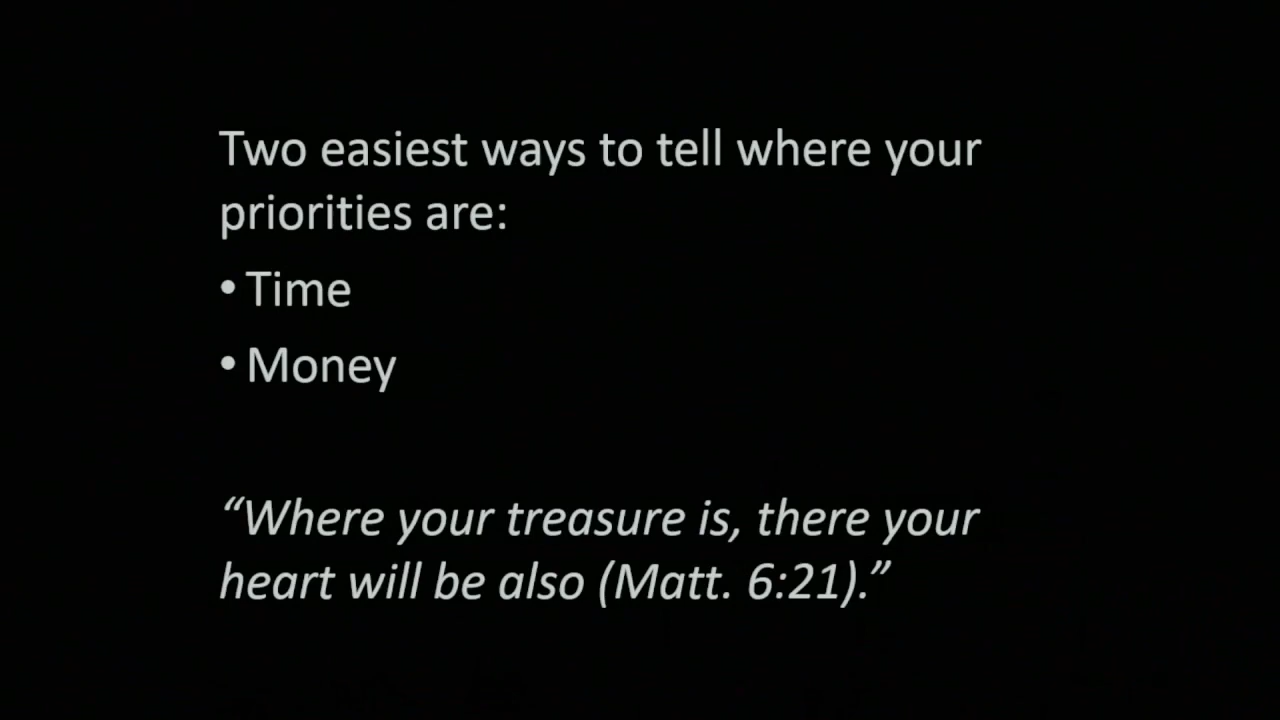 Two easiest ways to tell where your
priorities are:
• Time
• Money
“Where your treasure is, there your
heart will be also (Matt. 6:21).”